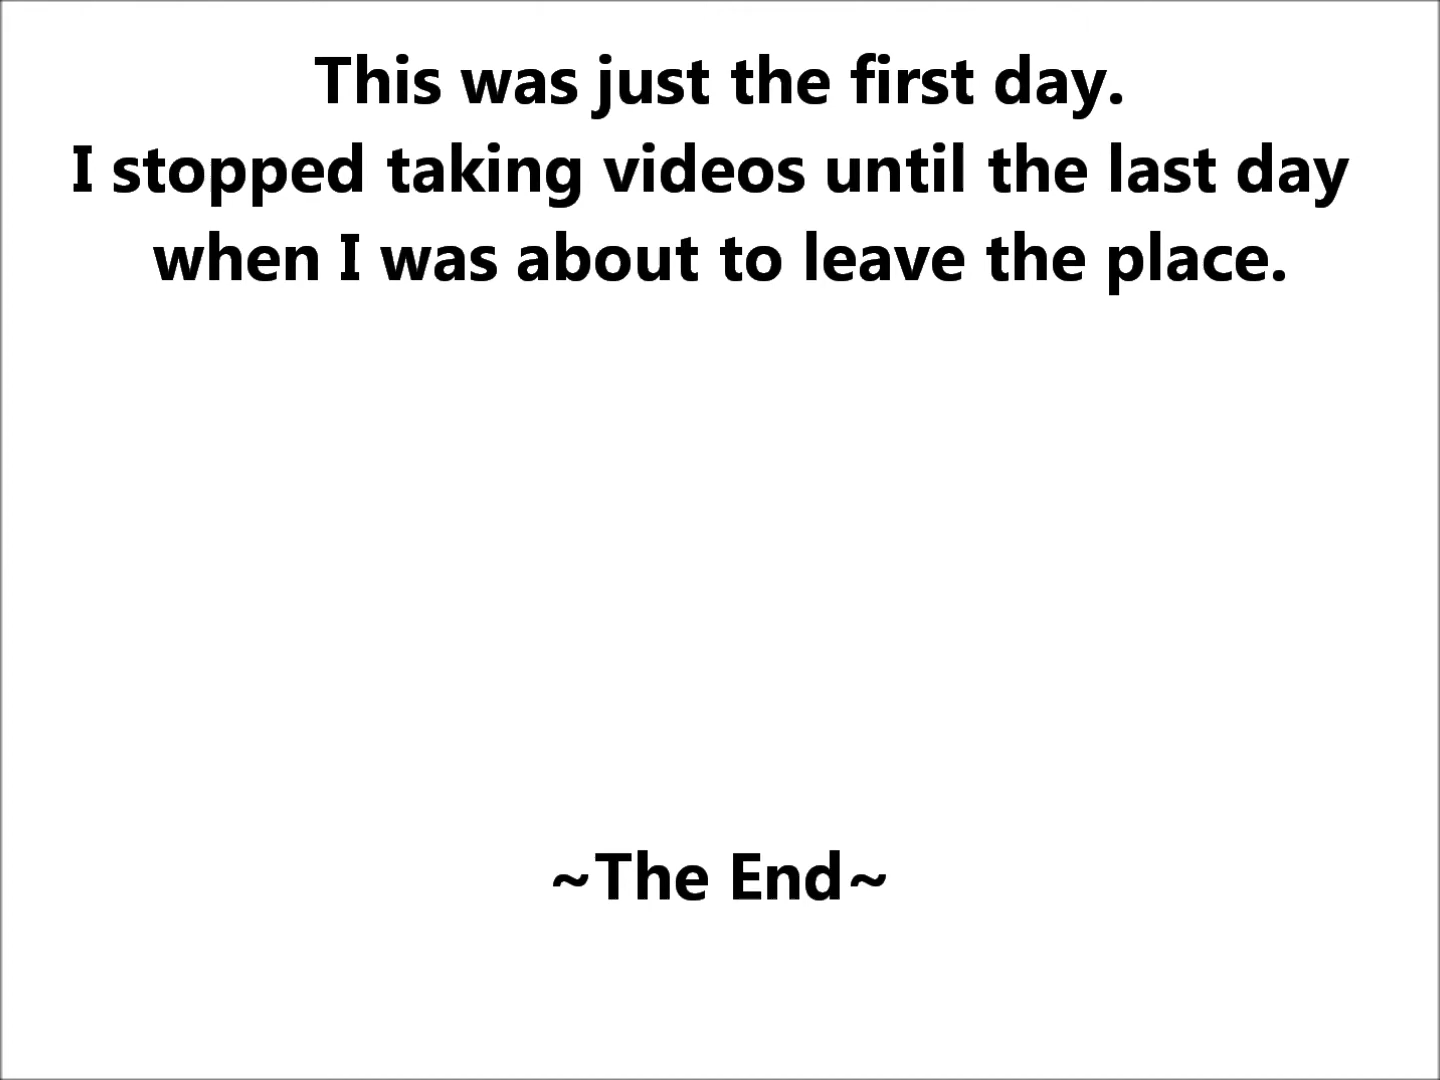 This was just the first day.
I stopped taking videos until the last day
when I was about to leave the place.
~The End~